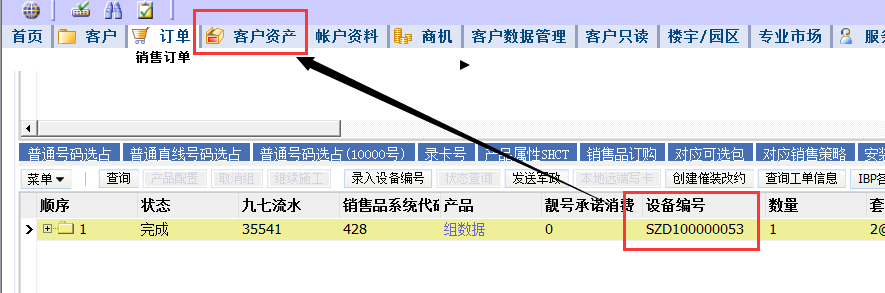 首页 客户 订单 客户资产 帐户资料 商机 客户数据管理 客户只读 楼宇/园区 专业市场 服务
销售订单
普通号码选占 普通直线号码选占 普通号码选占(10000号) 录卡号 产品属性SHCT 销售品订购 对应可选包 对应销售策略 安装
菜单 查询 产品配置 取消组 继续施工 录入设备编号 状态查询 发送军政 本地远端写卡 创建催装改约 查询工单信息 IBP各
顺序 状态 九七流水 销售品系统代码 产品 靓号承诺消费 设备编号 数量 套
1 完成 35541 428 组数据 0 SZD100000053 1 2@